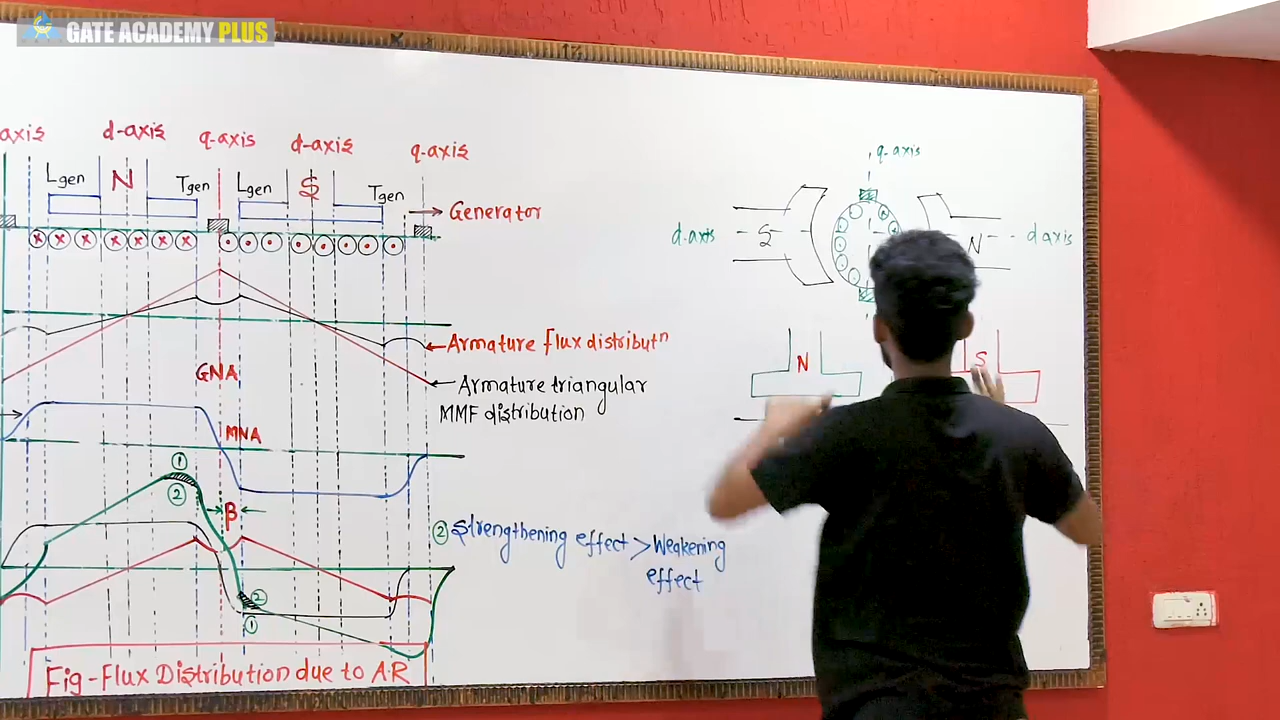 GATE ACADEMY PLUS
axis
d-axis
q-axis
d-axis
q-axis
Lgen
N
Tgen
Lgen
S
Tgen
Generator
Armature flux distributⁿ
GNA
Armature triangular
MMF distribution
MNA
1
2
β
2
1
② Strengthening effect > Weakening
effect
Fig-Flux Distribution due to A.R
q-axis
d-axis
S
N
d axis
N
S